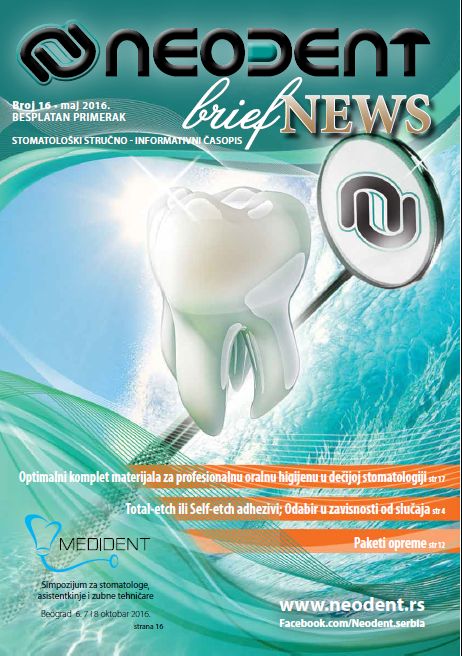 NEODENT
brief NEWS
Broj 16 - maj 2016.
BESPLATAN PRIMERAK
STOMATOLOŠKI STRUČNO - INFORMATIVNI ČASOPIS
Optimalni komplet materijala za profesionalnu oralnu higijenu u dečijoj stomatologiji str 17
Total-etch ili Self-etch adhezivi; Odabir u zavisnosti od slučaja str 4
Paketi opreme str 12
MEDIDENT
Simpozijum za stomatologe,
asistentkinje i zubne tehničare
Beograd 6. 7 i 8 oktobar 2016.
strana 16
www.neodent.rs
Facebook.com/Neodent.serbia